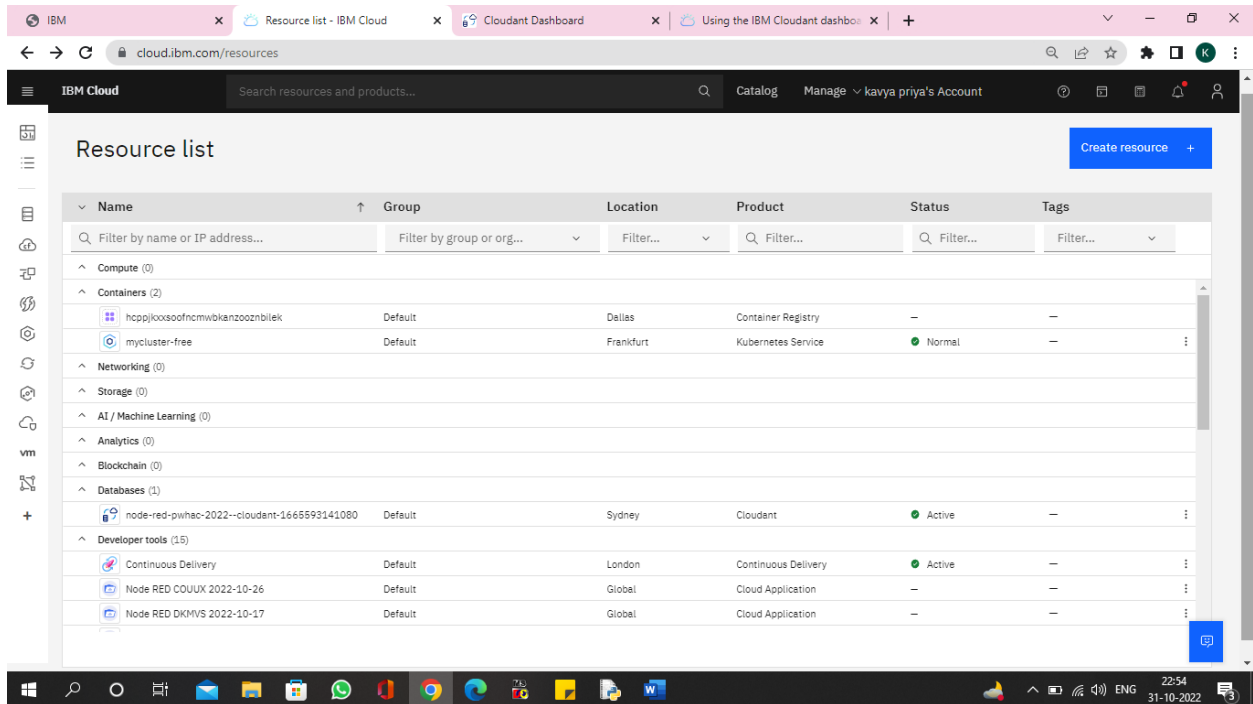 IBM
Resource list - IBM Cloud
Cloudant Dashboard
Using the IBM Cloudant dashboa
cloud.ibm.com/resources
K
IBM Cloud
Search resources and products...
Catalog
Manage
kavya priya's Account
Resource list
Create resource +
Name
Group
Location
Product
Status
Tags
Filter by name or IP address...
Filter by group or org...
Filter...
Filter...
Filter...
Filter...
Compute (0)
Containers (2)
hcppjkxxsoofncmwbkanzooznbilek Default Dallas Container Registry – –
mycluster-free Default Frankfurt Kubernetes Service Normal –
Networking (0)
Storage (0)
AI / Machine Learning (0)
Analytics (0)
Blockchain (0)
Databases (1)
node-red-pwhac-2022--cloudant-1665593141080 Default Sydney Cloudant Active –
Developer tools (15)
Continuous Delivery Default London Continuous Delivery Active –
Node RED COUUX 2022-10-26 Default Global Cloud Application – –
Node RED DKMVS 2022-10-17 Default Global Cloud Application – –
vm
ENG
22:54
31-10-2022
3